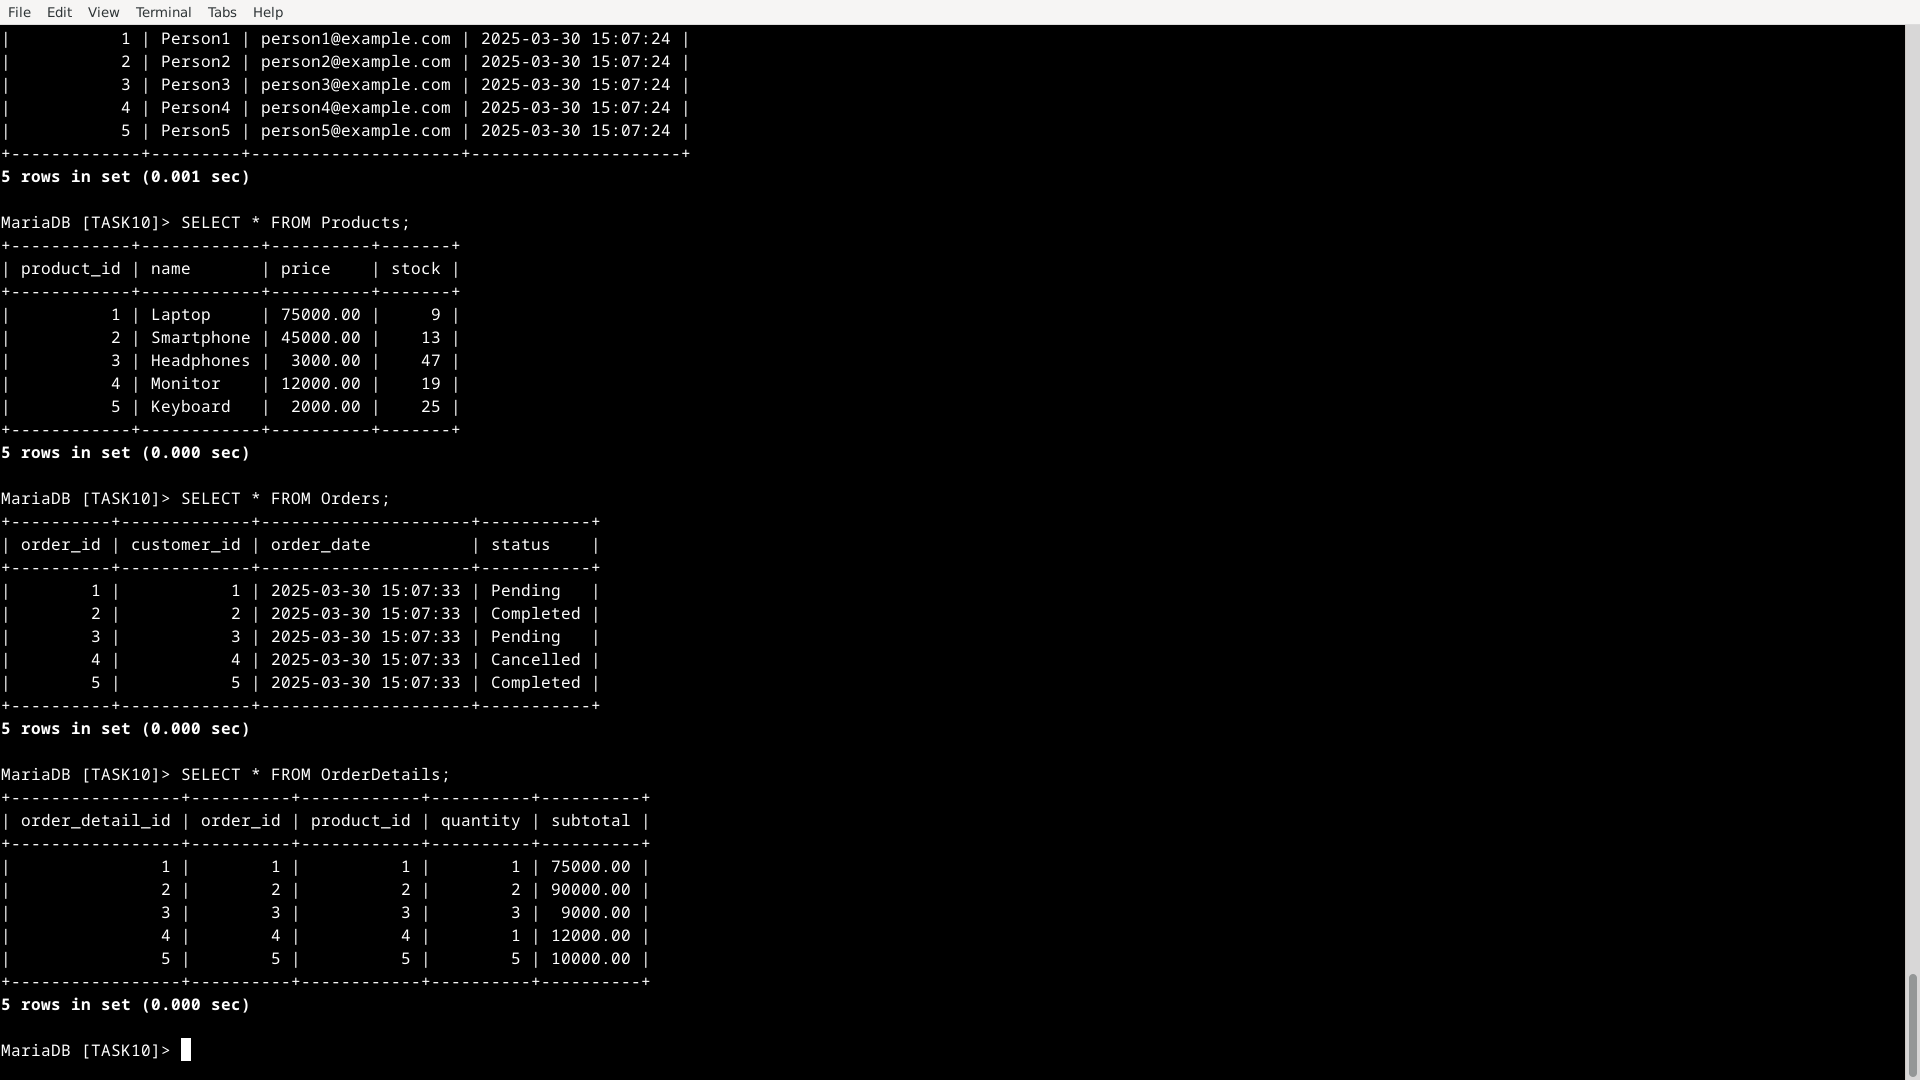 File Edit View Terminal Tabs Help
|           1 | Person1 | person1@example.com | 2025-03-30 15:07:24 |
|           2 | Person2 | person2@example.com | 2025-03-30 15:07:24 |
|           3 | Person3 | person3@example.com | 2025-03-30 15:07:24 |
|           4 | Person4 | person4@example.com | 2025-03-30 15:07:24 |
|           5 | Person5 | person5@example.com | 2025-03-30 15:07:24 |
+-------------+---------+---------------------+---------------------+
5 rows in set (0.001 sec)

MariaDB [TASK10]> SELECT * FROM Products;
+------------+------------+----------+-------+
| product_id | name       | price    | stock |
+------------+------------+----------+-------+
|          1 | Laptop     | 75000.00 |     9 |
|          2 | Smartphone | 45000.00 |    13 |
|          3 | Headphones |  3000.00 |    47 |
|          4 | Monitor    | 12000.00 |    19 |
|          5 | Keyboard   |  2000.00 |    25 |
+------------+------------+----------+-------+
5 rows in set (0.000 sec)

MariaDB [TASK10]> SELECT * FROM Orders;
+----------+-------------+---------------------+-----------+
| order_id | customer_id | order_date          | status    |
+----------+-------------+---------------------+-----------+
|        1 |           1 | 2025-03-30 15:07:33 | Pending   |
|        2 |           2 | 2025-03-30 15:07:33 | Completed |
|        3 |           3 | 2025-03-30 15:07:33 | Pending   |
|        4 |           4 | 2025-03-30 15:07:33 | Cancelled |
|        5 |           5 | 2025-03-30 15:07:33 | Completed |
+----------+-------------+---------------------+-----------+
5 rows in set (0.000 sec)

MariaDB [TASK10]> SELECT * FROM OrderDetails;
+-----------------+----------+------------+----------+----------+
| order_detail_id | order_id | product_id | quantity | subtotal |
+-----------------+----------+------------+----------+----------+
|               1 |        1 |          1 |        1 | 75000.00 |
|               2 |        2 |          2 |        2 | 90000.00 |
|               3 |        3 |          3 |        3 |  9000.00 |
|               4 |        4 |          4 |        1 | 12000.00 |
|               5 |        5 |          5 |        5 | 10000.00 |
+-----------------+----------+------------+----------+----------+
5 rows in set (0.000 sec)

MariaDB [TASK10]>